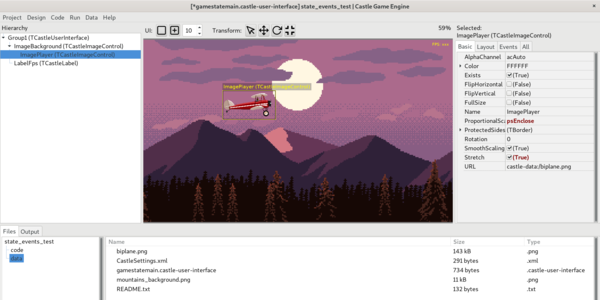 [*gamestatemain.castle-user-interface] state_events_test | Castle Game Engine
Project Design Code Run Data Help
Hierarchy
Group1 (TCastleUserInterface)
ImageBackground (TCastleImageControl)
ImagePlayer (TCastleImageControl)
LabelFps (TCastleLabel)
UI: 10 Transform: 59%
ImagePlayer (TCastleImageControl)
Selected:
ImagePlayer (TCastleImageControl)
Basic Layout Events All
AlphaChannel acAuto
Color FFFFFF
Exists (True)
FlipHorizontal (False)
FlipVertical (False)
FullSize (False)
Name ImagePlayer
ProportionalSca psEnclose
ProtectedSides (TBorder)
Rotation 0
SmoothScaling (True)
Stretch (True)
URL castle-data:/biplane.png
Files Output
state_events_test
code
data
Name Size Type
biplane.png 143 kB .png
CastleSettings.xml 291 bytes .xml
gamestatemain.castle-user-interface 734 bytes .castle-user-interface
mountains_background.png 11 kB .png
README.txt 132 bytes .txt